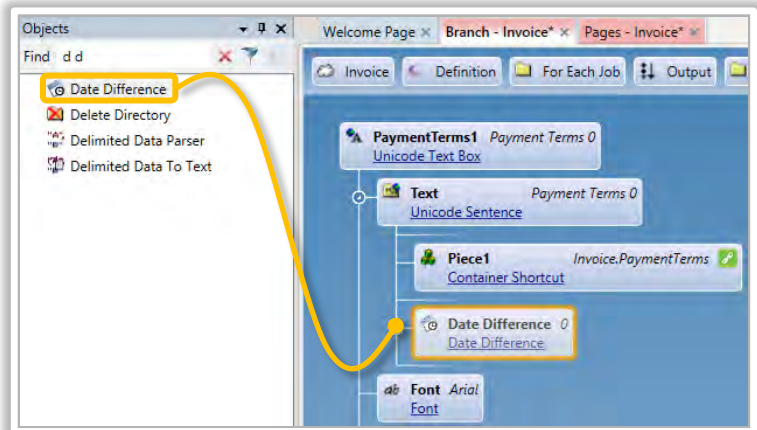 Objects
Find d d
Date Difference
Delete Directory
Delimited Data Parser
Delimited Data To Text
Welcome Page Branch - Invoice* Pages - Invoice*
Invoice Definition For Each Job Output
PaymentTerms1 Payment Terms 0
Unicode Text Box
Text Payment Terms 0
Unicode Sentence
Piece1 Invoice.PaymentTerms
Container Shortcut
Date Difference 0
Date Difference
ab Font Arial
Font